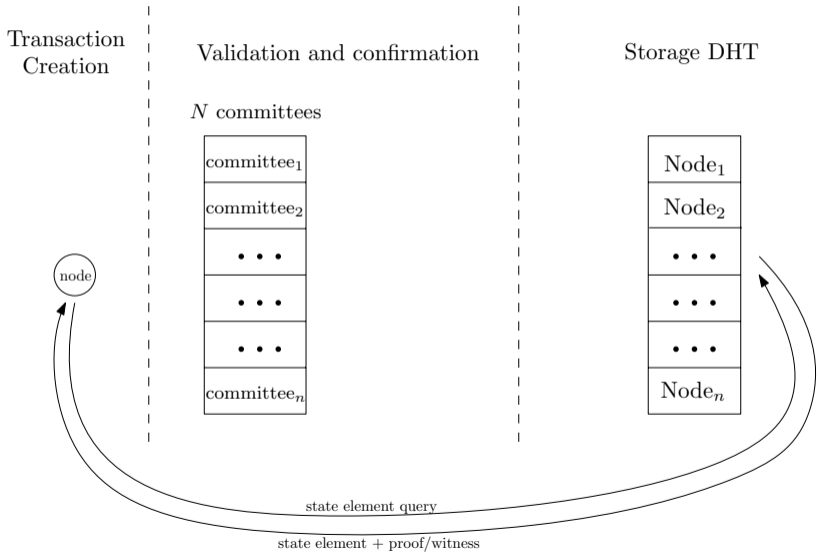 Transaction
Creation
Validation and confirmation
Storage DHT
N committees
committee₁
committee₂
• • •
• • •
• • •
committeeₙ
node
Node₁
Node₂
• • •
• • •
• • •
Nodeₙ
state element query
state element + proof/witness